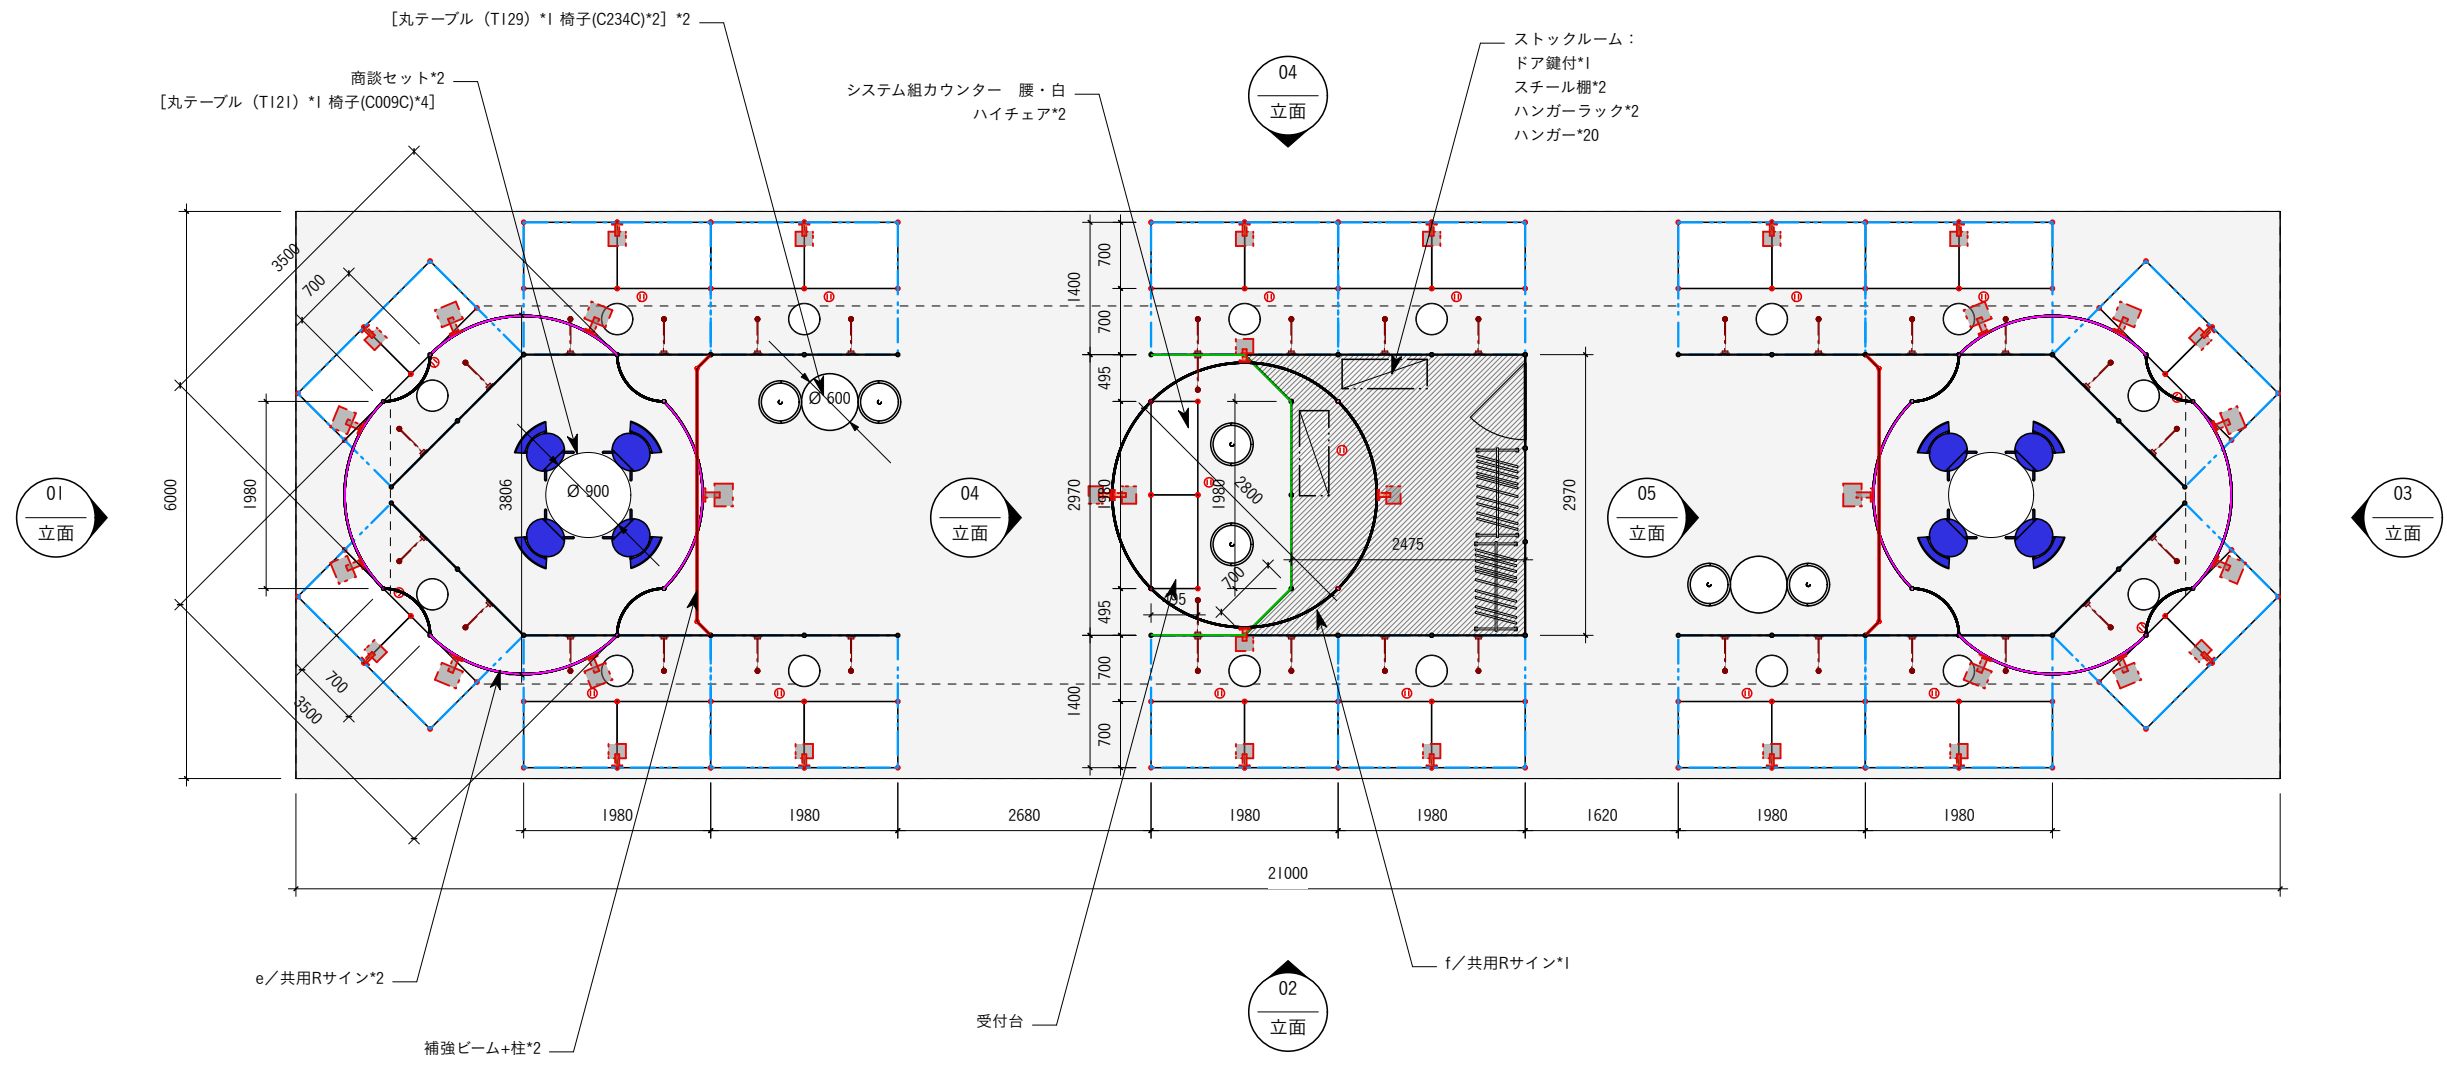 ［丸テーブル（T129）*1 椅子(C234C)*2］*2
商談セット*2
［丸テーブル（T121）*1 椅子(C009C)*4］
システム組カウンター　腰・白
ハイチェア*2
ストックルーム：
ドア鍵付*1
スチール棚*2
ハンガーラック*2
ハンガー*20
04
立面
3500
700
700
1400
700
495
Ø 600
01
立面
6000
1980
3806
Ø 900
04
立面
2970
1980
1980
2800
2475
2970
05
立面
03
立面
700
495
495
700
3500
700
1400
700
1980
1980
2680
1980
1980
1620
1980
1980
21000
e／共用Rサイン*2
f／共用Rサイン*1
受付台
補強ビーム+柱*2
02
立面